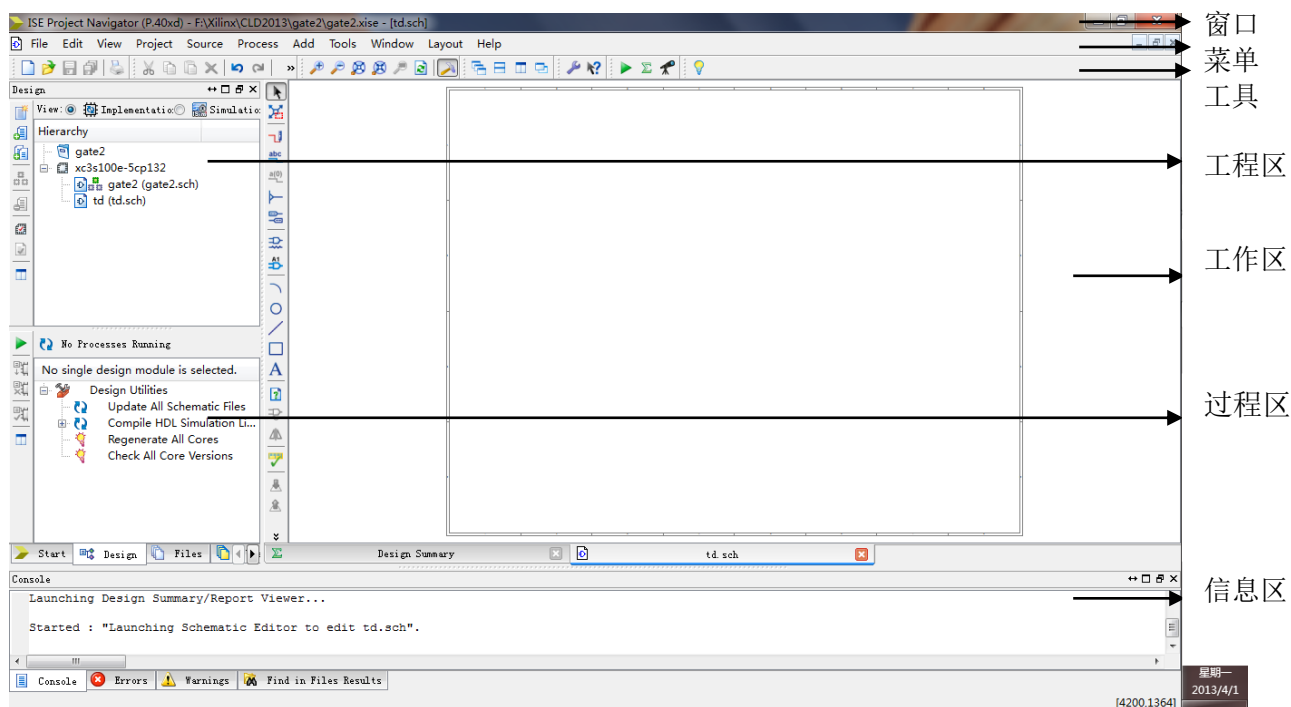 ISE Project Navigator (P.40xd) - F:\Xilinx\CLD2013\gate2\gate2.xise - [td.sch]
窗口
File Edit View Project Source Process Add Tools Window Layout Help
菜单
工具
Design
View: Implementatio Simulatio
Hierarchy
gate2
xc3s100e-5cp132
gate2 (gate2.sch)
td (td.sch)
工程区
工作区
No Processes Running
No single design module is selected.
Design Utilities
Update All Schematic Files
Compile HDL Simulation Li...
Regenerate All Cores
Check All Core Versions
过程区
Start Design Files
Design Summary
td.sch
Console
Launching Design Summary/Report Viewer...
Started : "Launching Schematic Editor to edit td.sch".
信息区
Console Errors Warnings Find in Files Results
[4200,1364]
星期一
2013/4/1